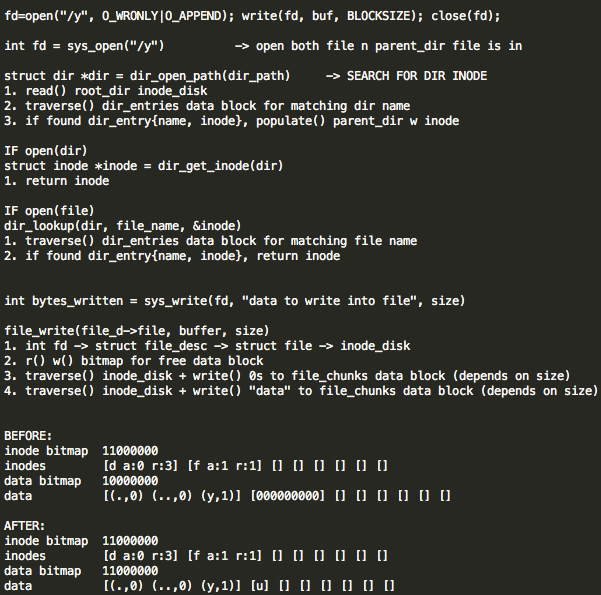 fd=open("/y", O_WRONLY|O_APPEND); write(fd, buf, BLOCKSIZE); close(fd);
int fd = sys_open("/y")          -> open both file n parent_dir file is in
struct dir *dir = dir_open_path(dir_path)     -> SEARCH FOR DIR INODE
1. read() root_dir inode_disk
2. traverse() dir_entries data block for matching dir name
3. if found dir_entry{name, inode}, populate() parent_dir w inode
IF open(dir)
struct inode *inode = dir_get_inode(dir)
1. return inode
IF open(file)
dir_lookup(dir, file_name, &inode)
1. traverse() dir_entries data block for matching file name
2. if found dir_entry{name, inode}, return inode
int bytes_written = sys_write(fd, "data to write into file", size)
file_write(file_d->file, buffer, size)
1. int fd -> struct file_desc -> struct file -> inode_disk
2. r() w() bitmap for free data block
3. traverse() inode_disk + write() 0s to file_chunks data block (depends on size)
4. traverse() inode_disk + write() "data" to file_chunks data block (depends on size)
BEFORE:
inode bitmap  11000000
inodes        [d a:0 r:3] [f a:1 r:1] [] [] [] [] [] []
data bitmap   10000000
data          [(.,0) (..,0) (y,1)] [000000000] [] [] [] [] [] []
AFTER:
inode bitmap  11000000
inodes        [d a:0 r:3] [f a:1 r:1] [] [] [] [] [] []
data bitmap   11000000
data          [(.,0) (..,0) (y,1)] [u] [] [] [] [] [] []